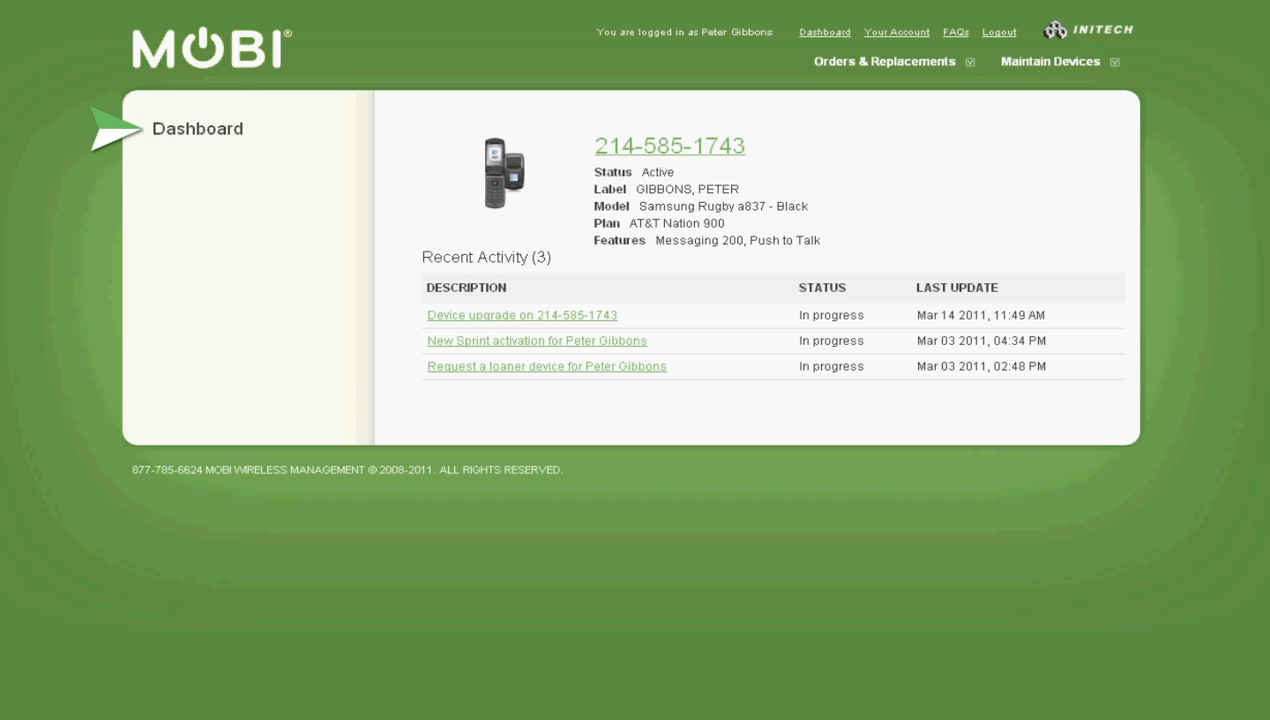 MOBI®
You are logged in as Peter Gibbons Dashboard Your Account FAQs Logout INITECH
Orders & Replacements Maintain Devices
Dashboard
214-585-1743
Status Active
Label GIBBONS, PETER
Model Samsung Rugby a837 - Black
Plan AT&T Nation 900
Features Messaging 200, Push to Talk
Recent Activity (3)
DESCRIPTION STATUS LAST UPDATE
Device upgrade on 214-585-1743 In progress Mar 14 2011, 11:49 AM
New Sprint activation for Peter Gibbons In progress Mar 03 2011, 04:34 PM
Request a loaner device for Peter Gibbons In progress Mar 03 2011, 02:48 PM
877-785-6624 MOBI WIRELESS MANAGEMENT © 2008-2011. ALL RIGHTS RESERVED.